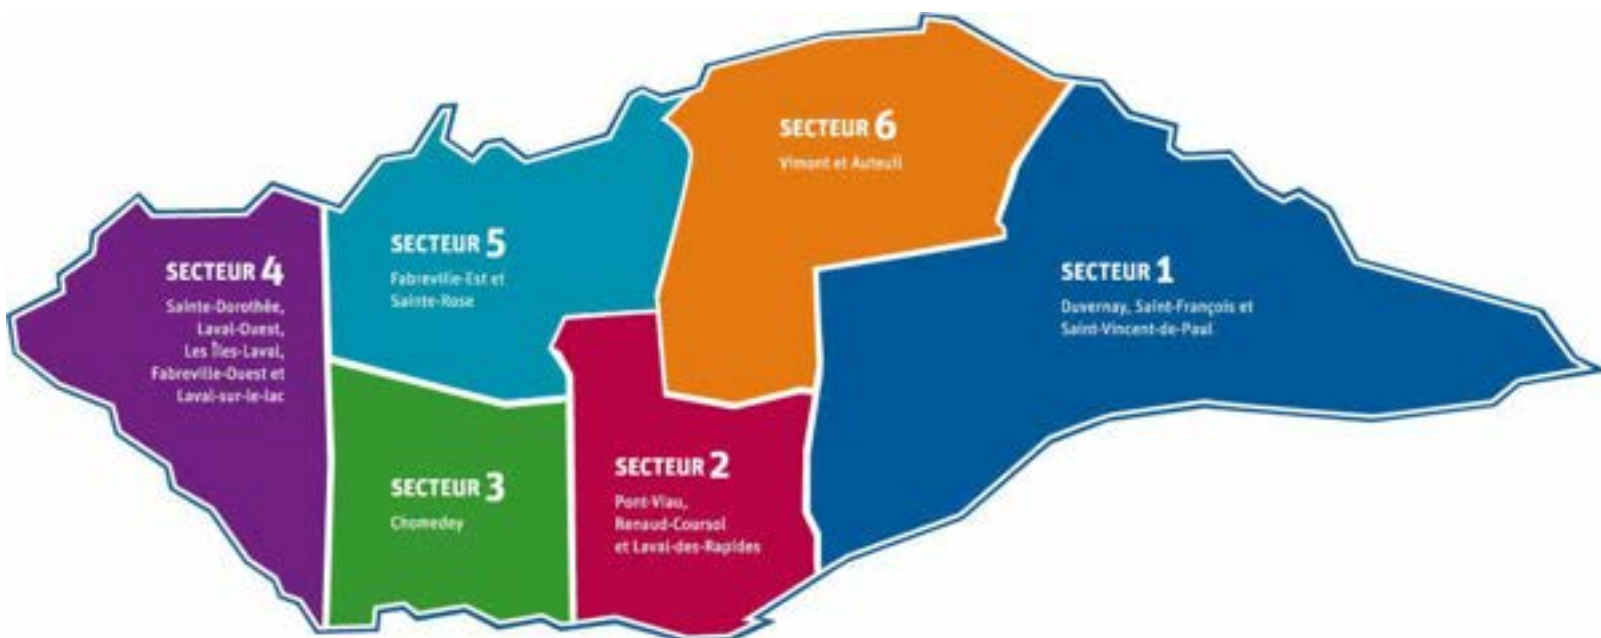 SECTEUR 6
Vimont et Auteuil
SECTEUR 5
Fabreville-Est et
Sainte-Rose
SECTEUR 4
Sainte-Dorothée,
Laval-Ouest,
Les Îles-Laval,
Fabreville-Ouest et
Laval-sur-le-lac
SECTEUR 1
Duvernay, Saint-François et
Saint-Vincent-de-Paul
SECTEUR 3
Chomedey
SECTEUR 2
Pont-Viau,
Renaud-Coursol
et Laval-des-Rapides